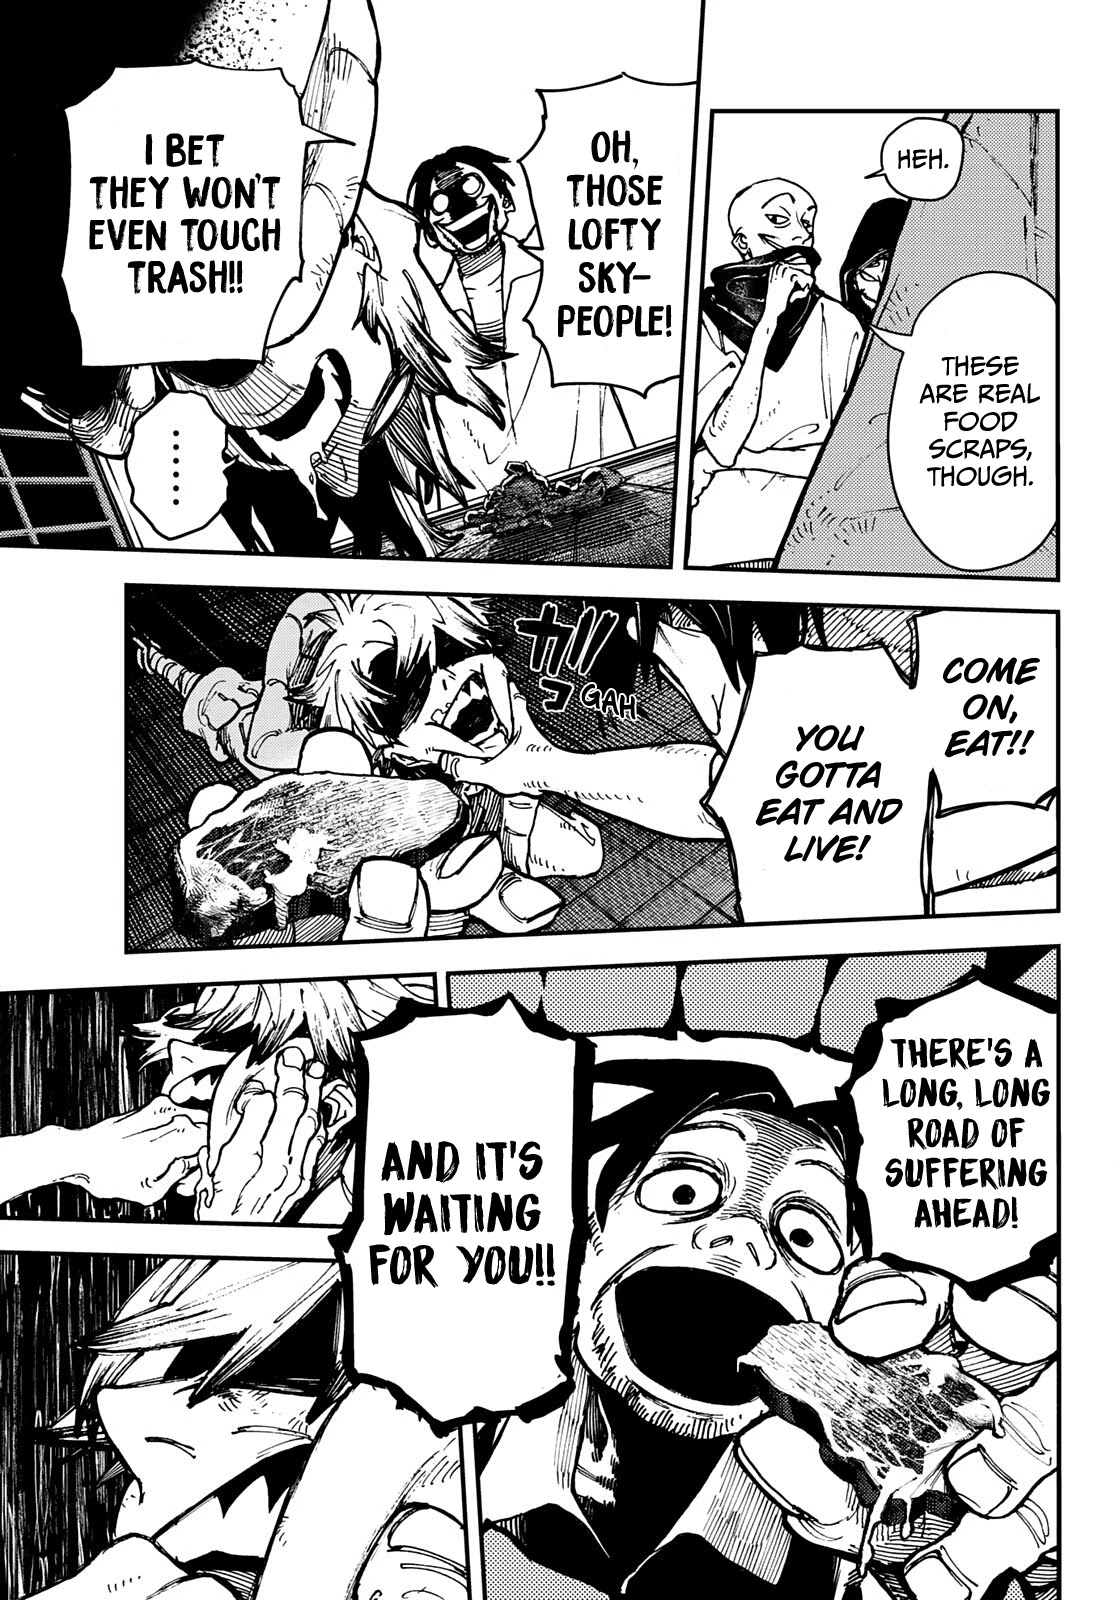 HEH.
THESE
ARE REAL
FOOD
SCRAPS,
THOUGH.
OH,
THOSE
LOFTY
SKY-
PEOPLE!
I BET
THEY WON'T
EVEN TOUCH
TRASH!!
......
COME
ON,
EAT!!
YOU
GOTTA
EAT AND
LIVE!
ガッ
コ
GAH
THERE'S A
LONG, LONG
ROAD OF
SUFFERING
AHEAD!
AND IT'S
WAITING
FOR YOU!!